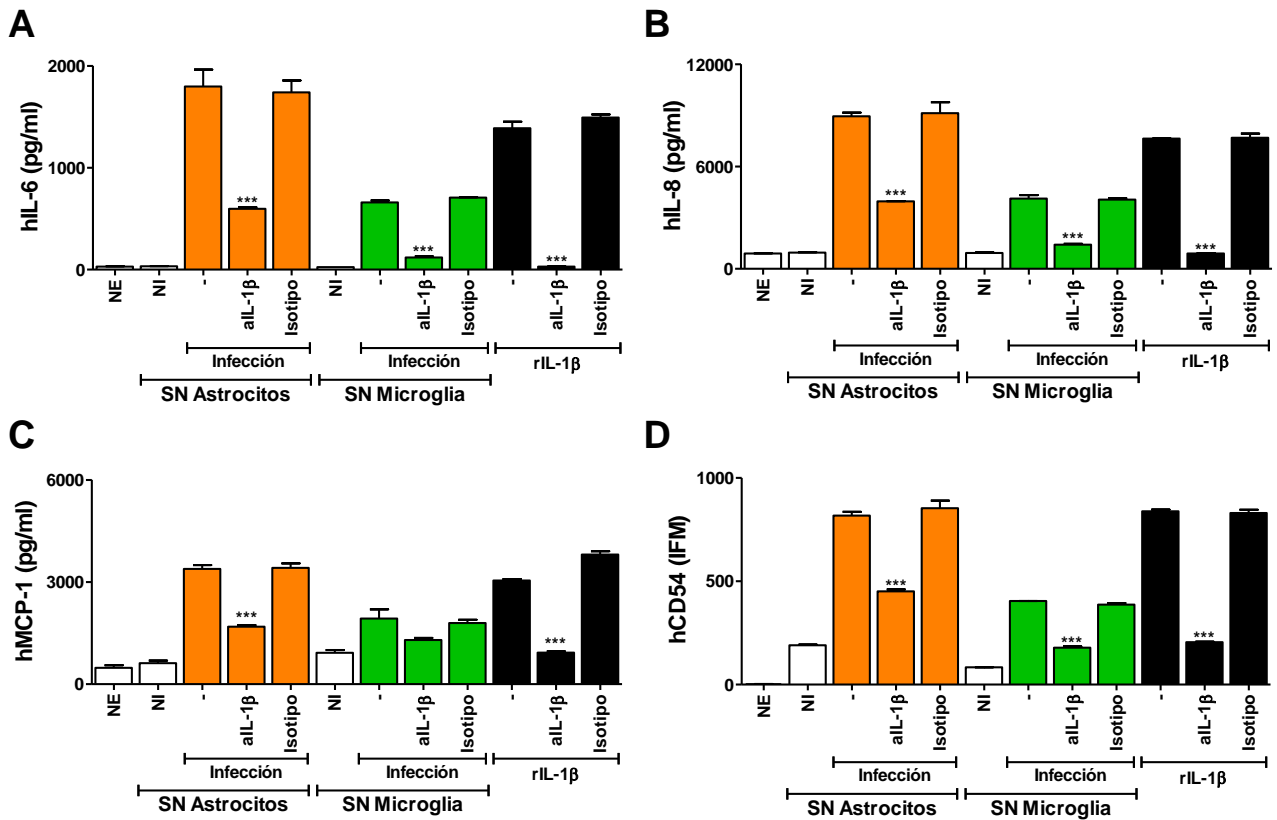 A
hIL-6 (pg/ml)
2000
1000
0
***
***
***
NE
NI
-
aIL-1β
Isotipo
NI
-
aIL-1β
Isotipo
-
aIL-1β
Isotipo
Infección
Infección
rIL-1β
SN Astrocitos
SN Microglia
B
hIL-8 (pg/ml)
12000
6000
0
***
***
***
NE
NI
-
aIL-1β
Isotipo
NI
-
aIL-1β
Isotipo
-
aIL-1β
Isotipo
Infección
Infección
rIL-1β
SN Astrocitos
SN Microglia
C
hMCP-1 (pg/ml)
6000
3000
0
***
***
NE
NI
-
aIL-1β
Isotipo
NI
-
aIL-1β
Isotipo
-
aIL-1β
Isotipo
Infección
Infección
rIL-1β
SN Astrocitos
SN Microglia
D
hCD54 (IFM)
1000
500
0
***
***
***
NE
NI
-
aIL-1β
Isotipo
NI
-
aIL-1β
Isotipo
-
aIL-1β
Isotipo
Infección
Infección
rIL-1β
SN Astrocitos
SN Microglia